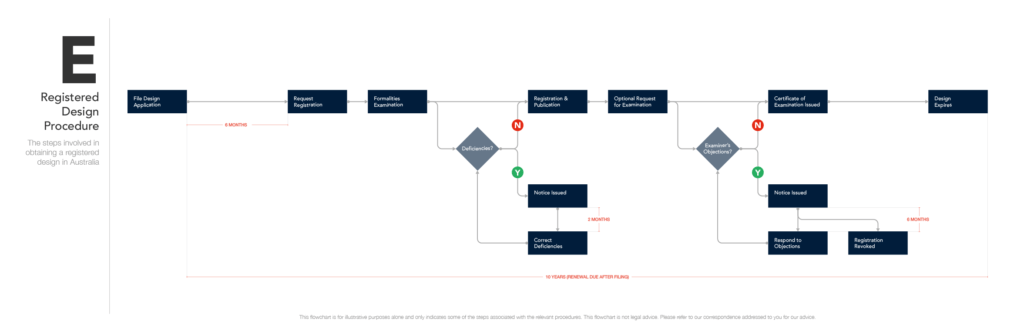 E
Registered
Design
Procedure
The steps involved in
obtaining a registered
design in Australia
File Design
Application
Request
Registration
Formalities
Examination
Registration &
Publication
Optional Request
for Examination
Certificate of
Examination Issued
Design
Expires
6 MONTHS
N
N
Deficiencies?
Examiner's
Objections?
Y
Y
Notice Issued
Notice Issued
2 MONTHS
6 MONTHS
Correct
Deficiencies
Respond to
Objections
Registration
Revoked
10 YEARS (RENEWAL DUE AFTER FILING)
This flowchart is for illustrative purposes alone and only indicates some of the steps associated with the relevant procedures. This flowchart is not legal advice. Please refer to our correspondence addressed to you for our advice.